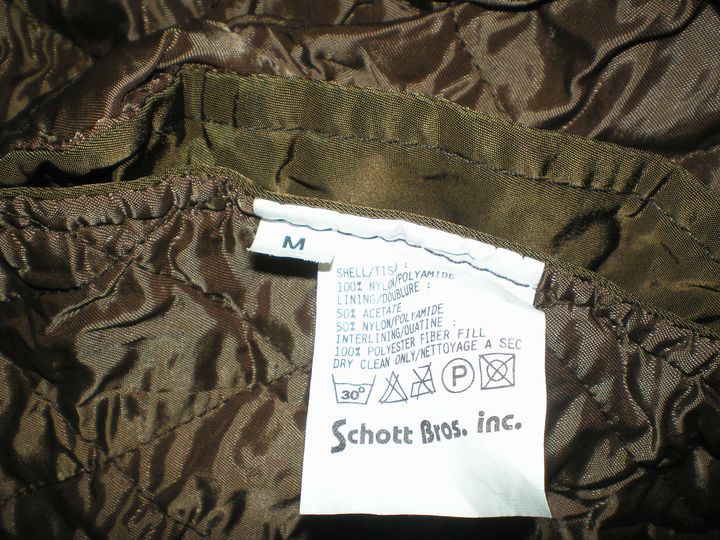 M
SHELL/TISS :
100% NYLON/POLYAMIDE
LINING/DOUBLURE :
50% ACETATE
50% NYLON/POLYAMIDE
INTERLINING/OUATINE :
100% POLYESTER FIBER FILL
DRY CLEAN ONLY/NETTOYAGE A SEC
30° P
Schott Bros. inc.